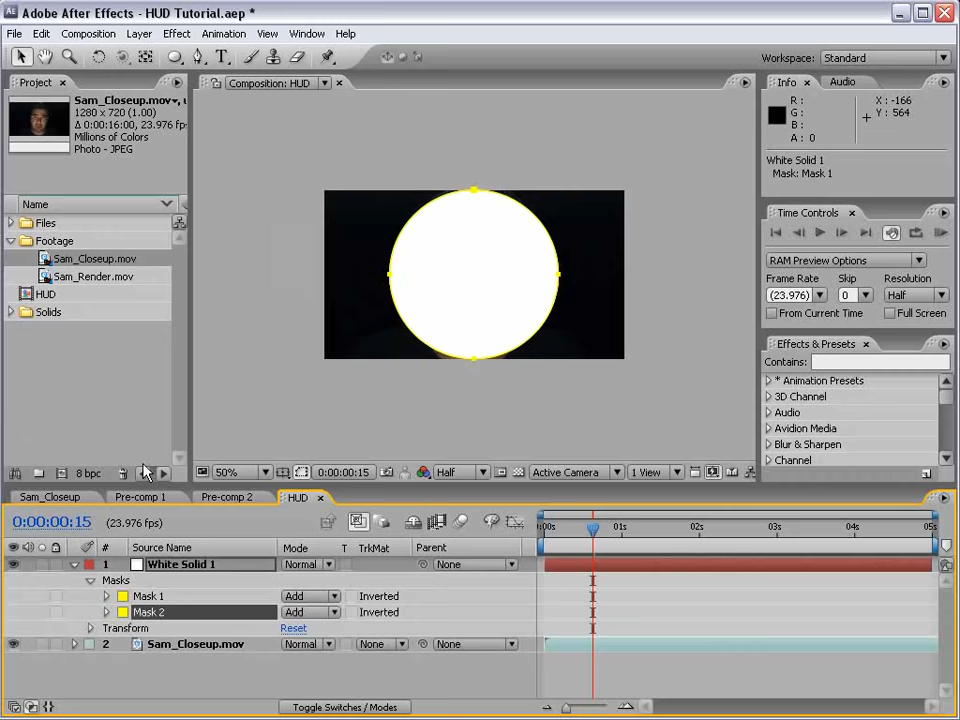 Adobe After Effects - HUD Tutorial.aep *
File Edit Composition Layer Effect Animation View Window Help
Workspace: Standard
Project
Sam_Closeup.mov
1280 x 720 (1.00)
Δ 0:00:16:00, 23.976 fps
Millions of Colors
Photo - JPEG
Name
Files
Footage
Sam_Closeup.mov
Sam_Render.mov
HUD
Solids
8 bpc
Composition: HUD
50% 0:00:00:15 Half Active Camera 1 View
Info Audio
R: X: -166
G: Y: 564
B:
A: 0
White Solid 1
Mask: Mask 1
Time Controls
RAM Preview Options
Frame Rate Skip Resolution
(23.976) 0 Half
From Current Time Full Screen
Effects & Presets
Contains:
* Animation Presets
3D Channel
Audio
Avidion Media
Blur & Sharpen
Channel
Sam_Closeup Pre-comp 1 Pre-comp 2 HUD
0:00:00:15 (23.976 fps)
:00s 01s 02s 03s 04s 05s
# Source Name Mode T TrkMat Parent
1 White Solid 1 Normal None
Masks
Mask 1 Add Inverted
Mask 2 Add Inverted
Transform Reset
2 Sam_Closeup.mov Normal None None
Toggle Switches / Modes